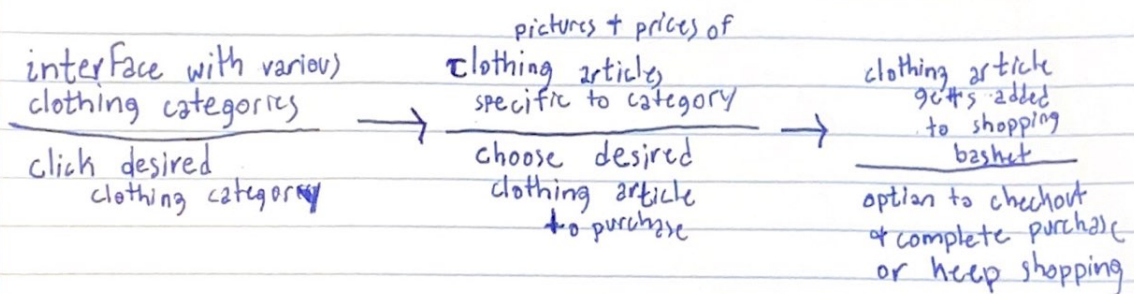 interface with various
clothing categories
click desired
clothing category
→
pictures + prices of
clothing articles
specific to category
choose desired
clothing article
to purchase
→
clothing article
gets added
to shopping
basket
option to checkout
+ complete purchase
or keep shopping